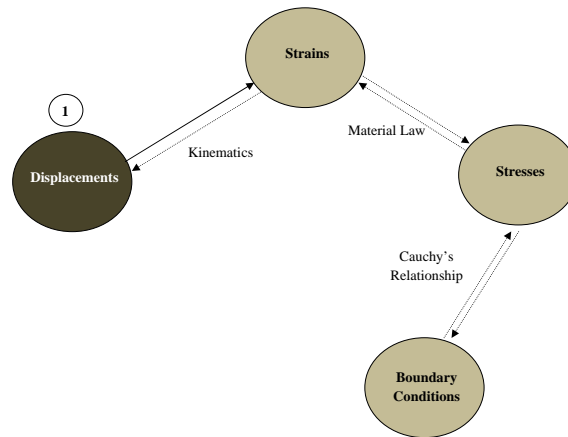 Strains
1
Material Law
Kinematics
Displacements
Stresses
Cauchy’s
Relationship
Boundary
Conditions